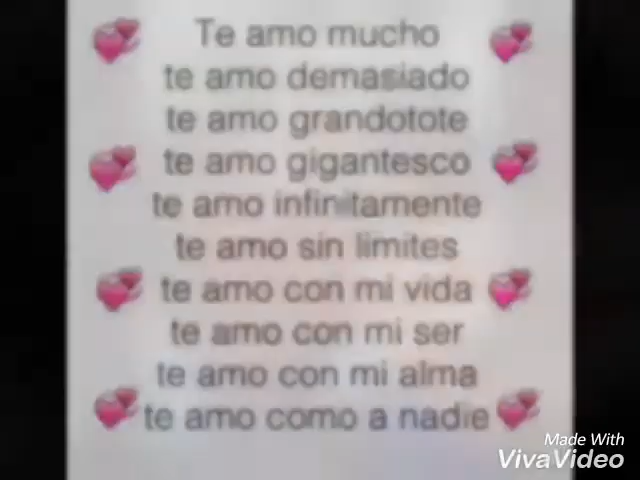 Te amo mucho
te amo demasiado
te amo grandotote
te amo gigantesco
te amo infinitamente
te amo sin limites
te amo con mi vida
te amo con mi ser
te amo con mi alma
te amo como a nadie
Made With
VivaVideo